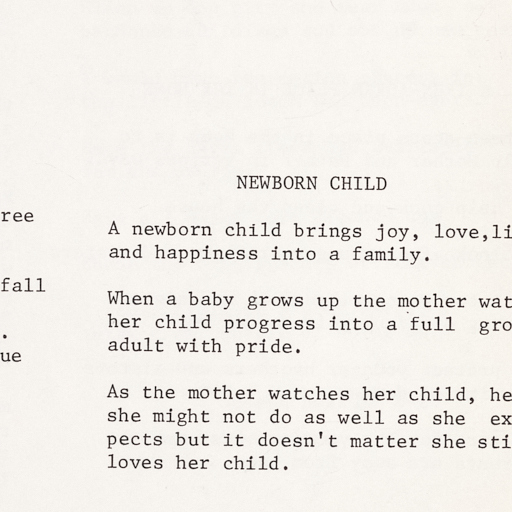 NEWBORN CHILD
ree
fall
.
ue
A newborn child brings joy, love,li
and happiness into a family.
When a baby grows up the mother wat
her child progress into a full  gro
adult with pride.
As the mother watches her child, he
she might not do as well as she  ex
pects but it doesn't matter she sti
loves her child.